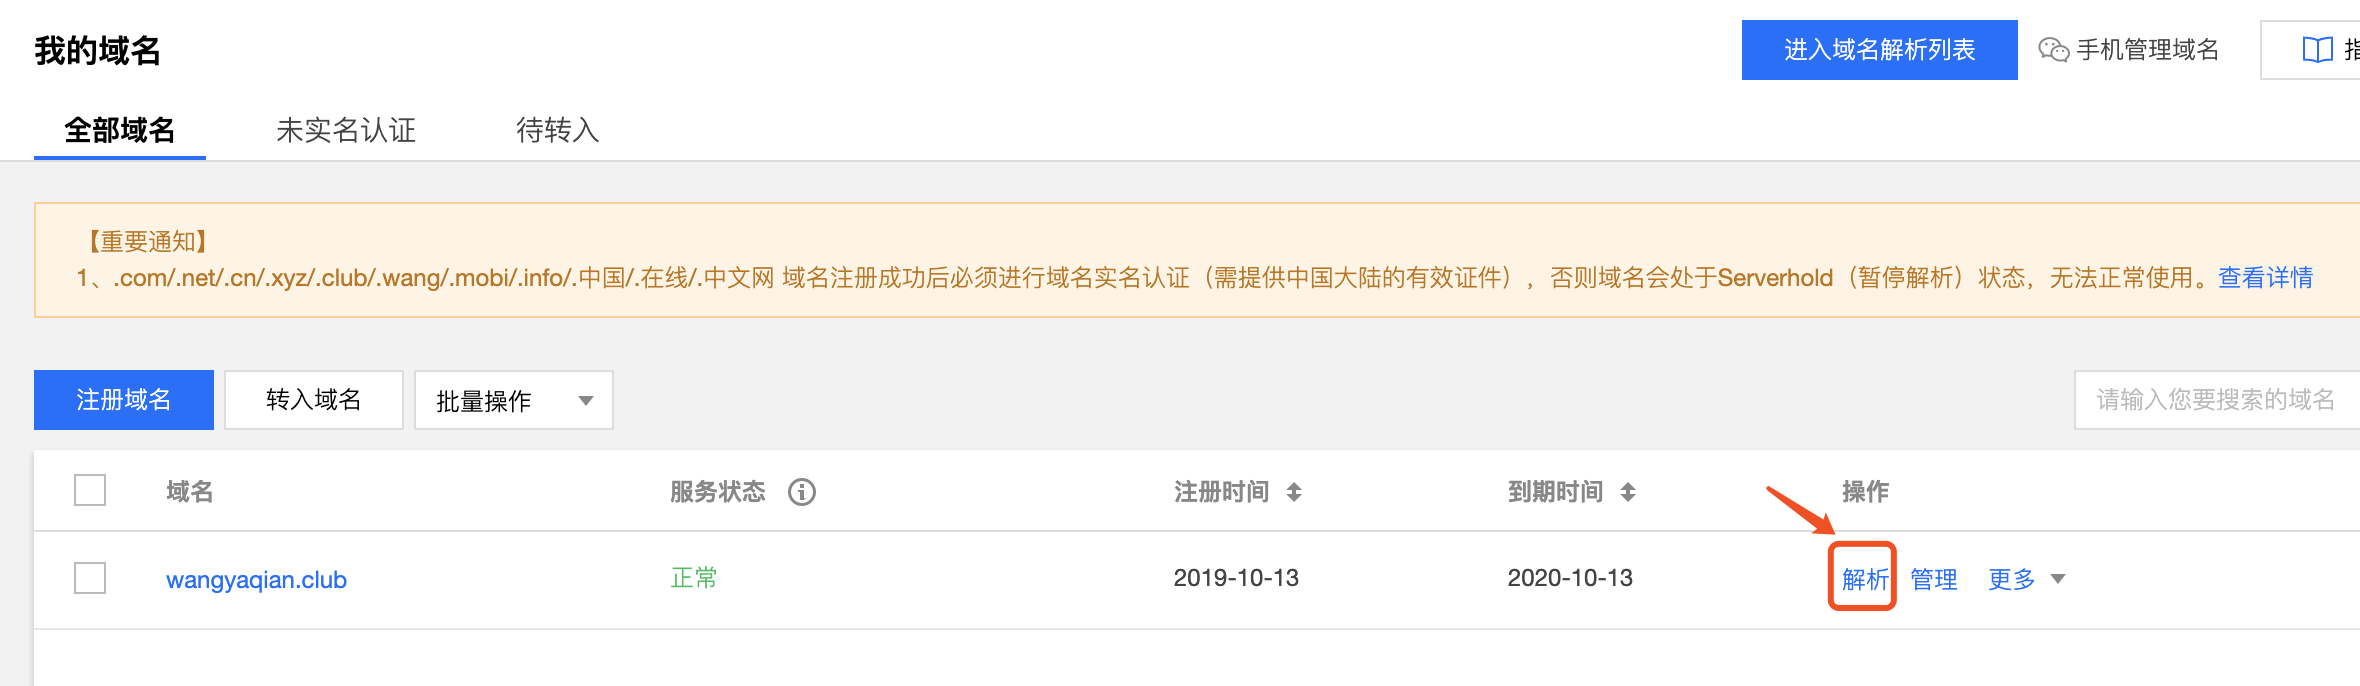 我的域名
进入域名解析列表
手机管理域名
全部域名
未实名认证
待转入
【重要通知】
1、.com/.net/.cn/.xyz/.club/.wang/.mobi/.info/.中国/.在线/.中文网 域名注册成功后必须进行域名实名认证（需提供中国大陆的有效证件），否则域名会处于Serverhold（暂停解析）状态，无法正常使用。查看详情
注册域名
转入域名
批量操作
请输入您要搜索的域名
域名 服务状态 注册时间 到期时间 操作
wangyaqian.club 正常 2019-10-13 2020-10-13 解析 管理 更多